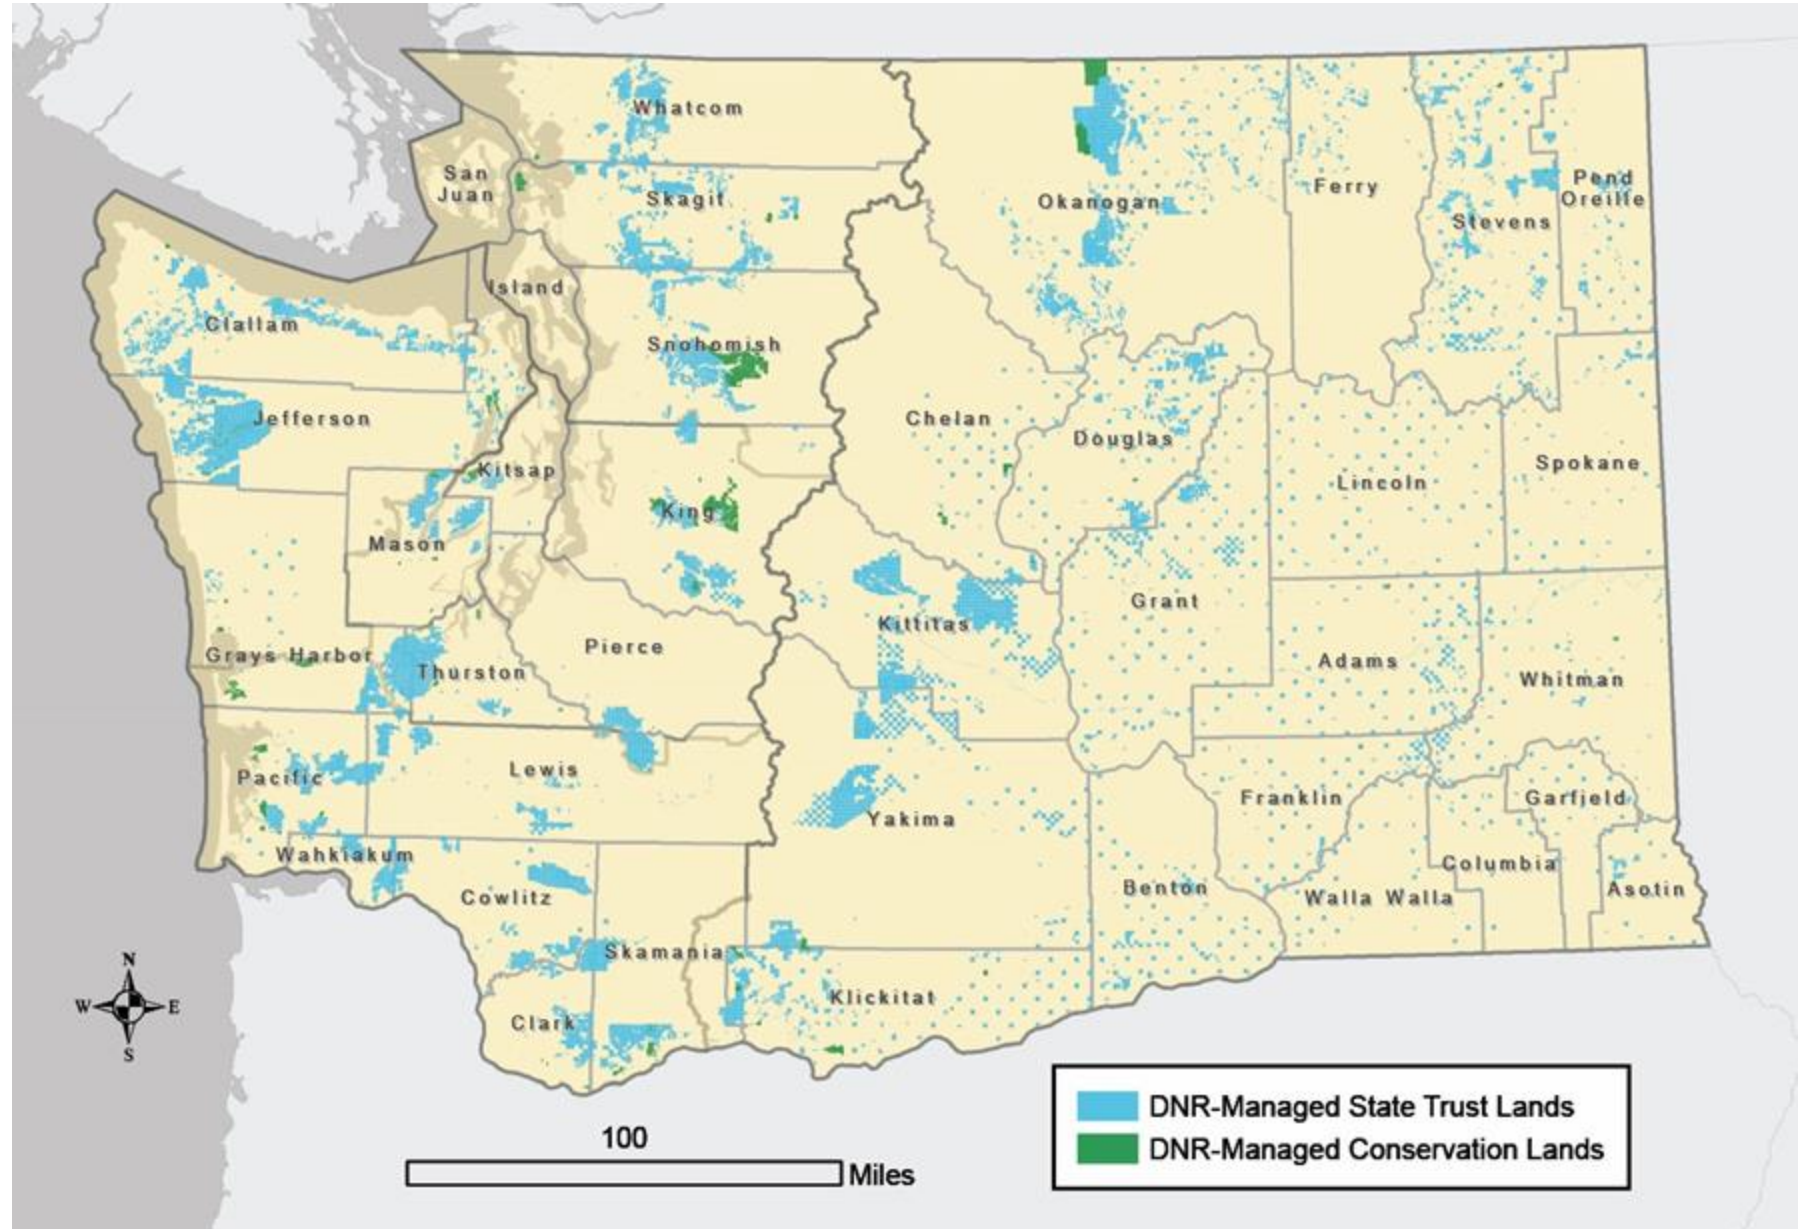 Whatcom
San
Juan
Skagit
Okanogan
Ferry
Pend
Oreille
Stevens
Island
Clallam
Snohomish
Jefferson
Chelan
Douglas
Kitsap
Spokane
Lincoln
King
Mason
Grant
Kittitas
Pierce
Grays Harbor
Thurston
Adams
Whitman
Lewis
Pacific
Yakima
Franklin
Garfield
Wahkiakum
Columbia
Cowlitz
Benton
Walla Walla
Asotin
Skamania
Klickitat
Clark
N
W
E
S
DNR-Managed State Trust Lands
DNR-Managed Conservation Lands
100
Miles